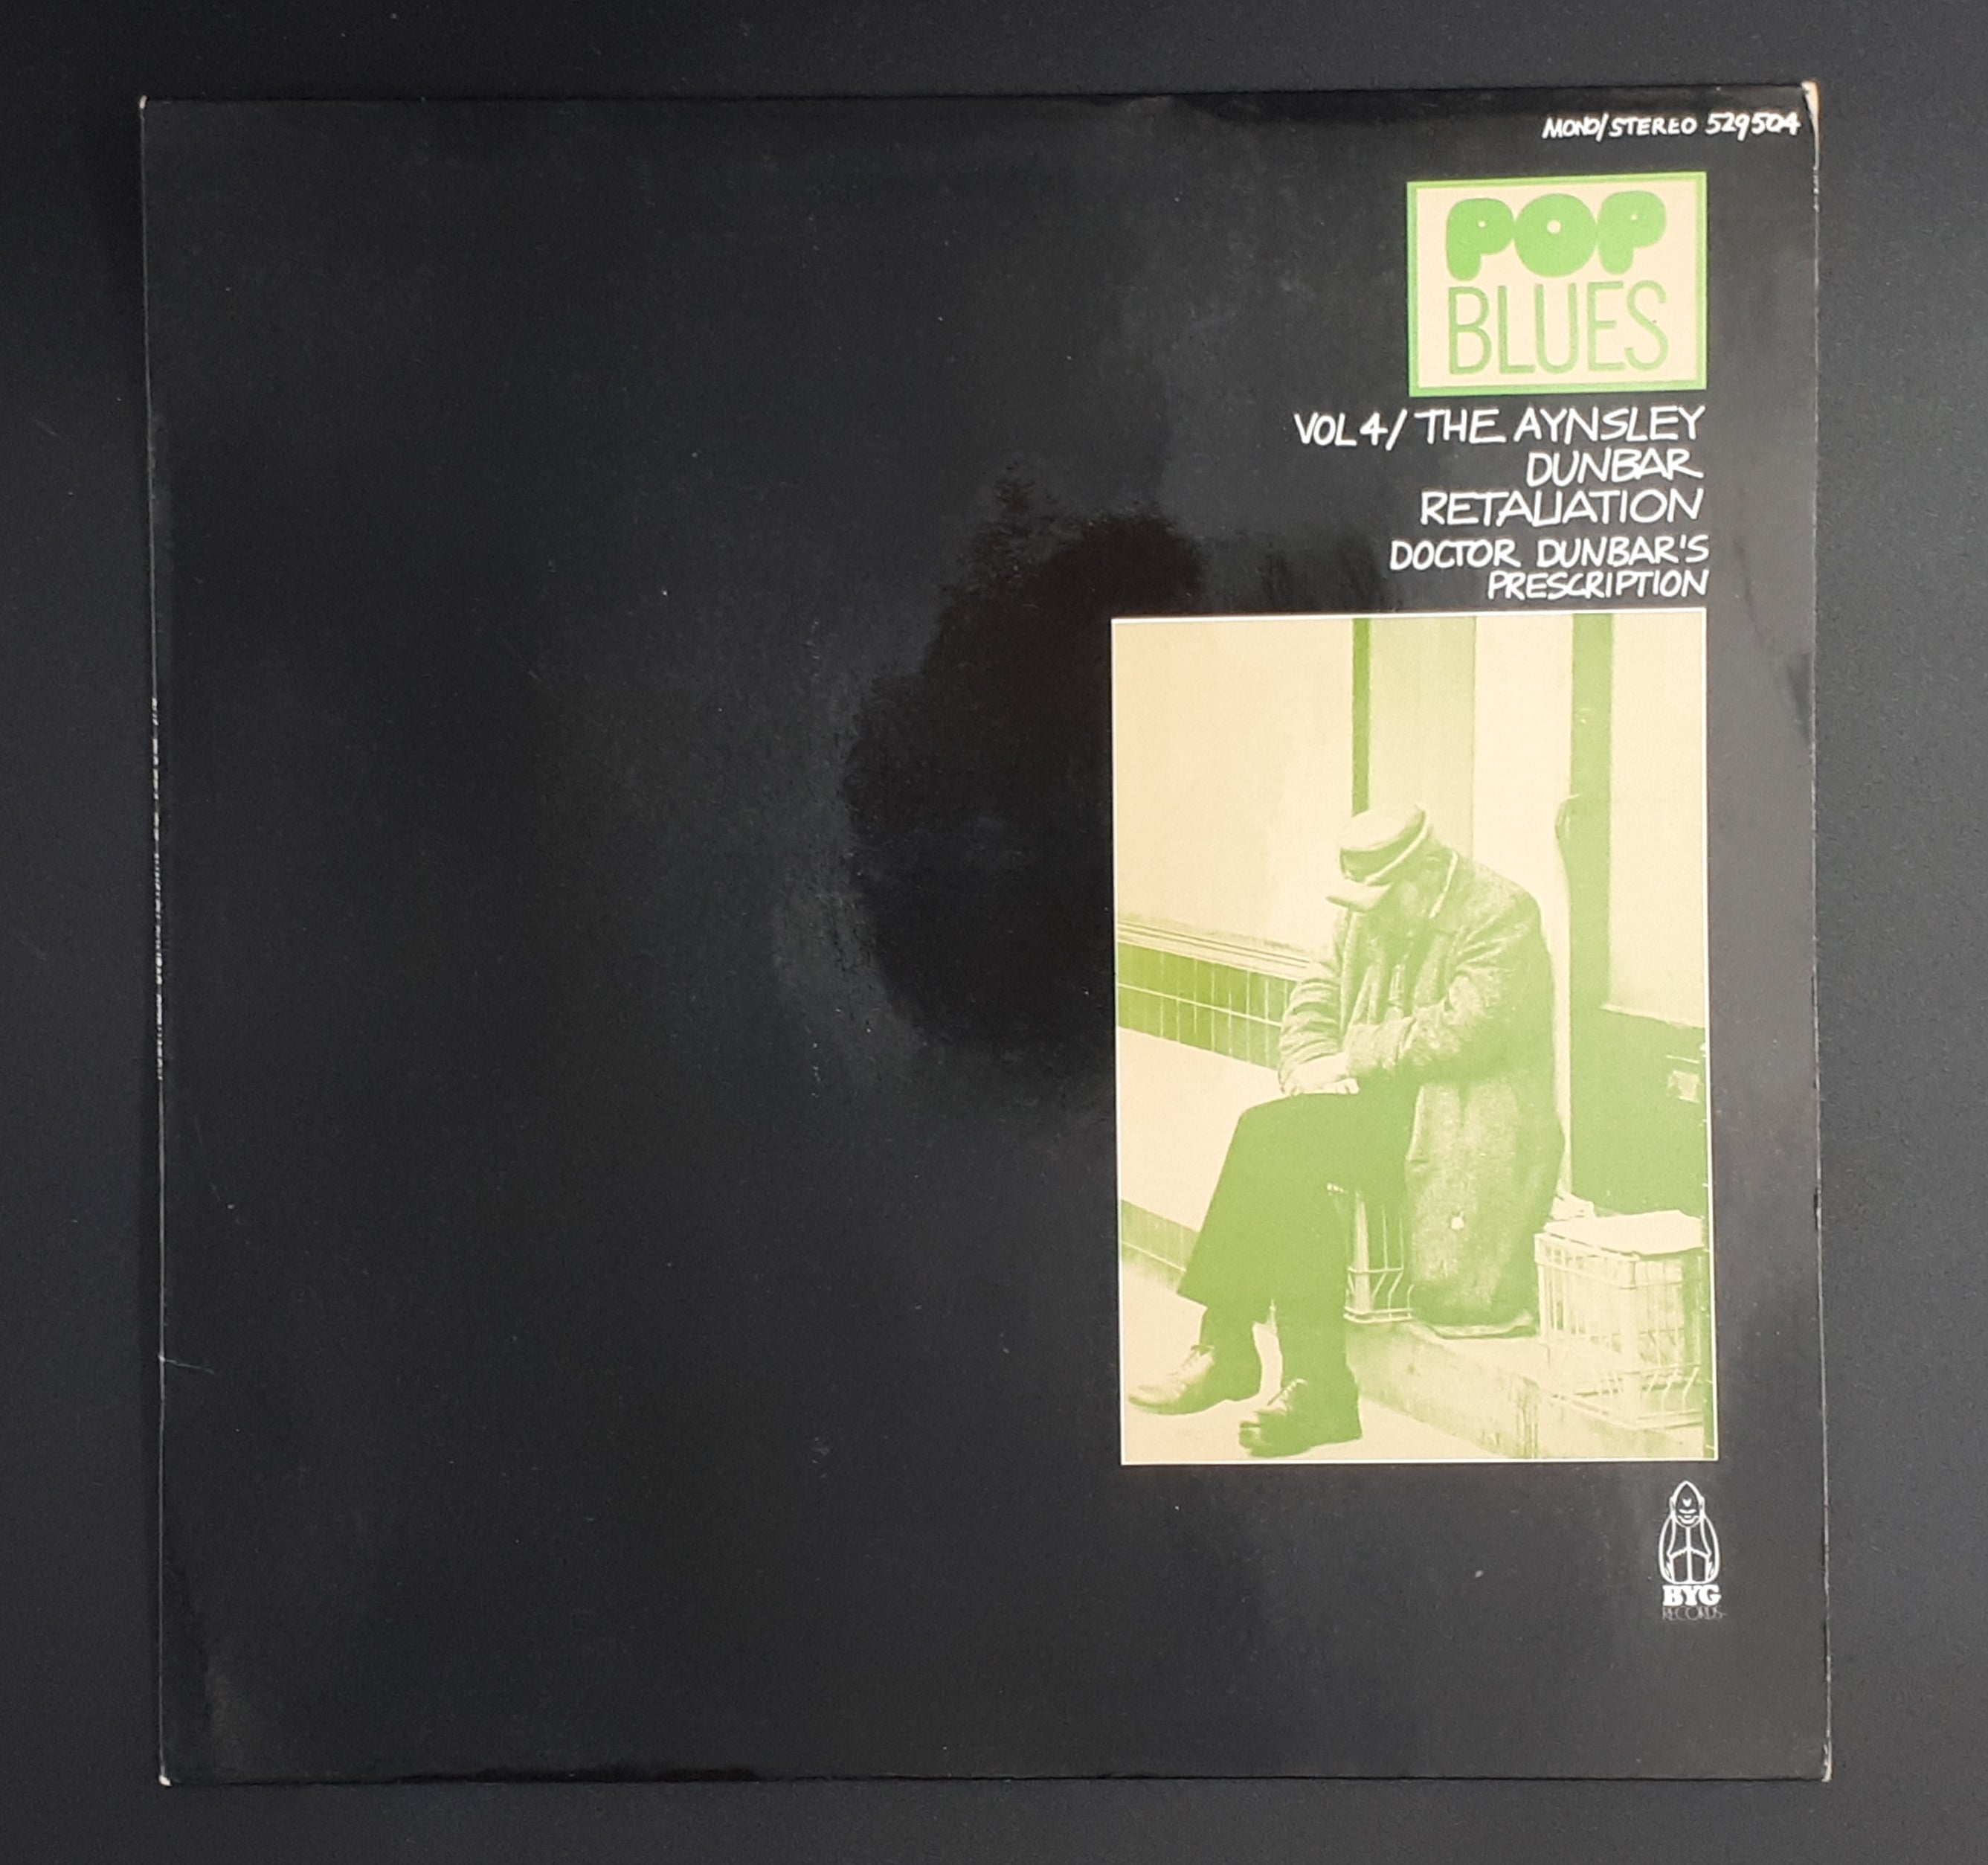 MONO/STEREO 529504
POP
BLUES
VOL 4/ THE AYNSLEY
DUNBAR
RETALIATION
DOCTOR DUNBAR'S
PRESCRIPTION
BYG
RECORDS